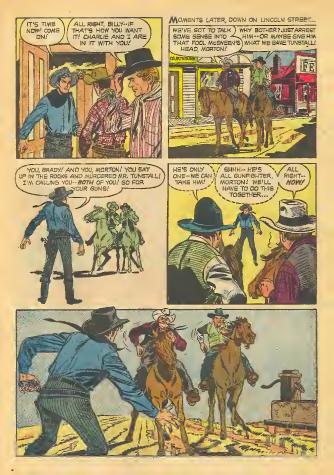 IT'S TIME
NOW! COME
ON!
ALL RIGHT, BILLY--IF
THAT'S HOW YOU WANT
IT! CHARLIE AND I ARE
IN IT WITH YOU!
MOMENTS LATER, DOWN ON LINCOLN STREET...
WE'VE GOT TO TALK
SOME SENSE INTO
THAT FOOL McSWEEN'S
HEAD, MORTON!
WHY BOTHER? JUST ARREST
HIM--OR MAYBE GIVE HIM
WHAT WE GAVE TUNSTALL!
YOU, BRADY! AND YOU, MORTON! YOU SAT
UP IN THE ROCKS AND MURDERED MR. TUNSTALL!
I'M CALLING YOU--BOTH OF YOU! GO FOR
YOUR GUNS!
HE'S ONLY
ONE--WE CAN
TAKE HIM!
SHHH--HE'S
ALL GUNFIGHTER,
MORTON! WE'LL
HAVE TO DO THIS
TOGETHER...
ALL
RIGHT--
NOW!